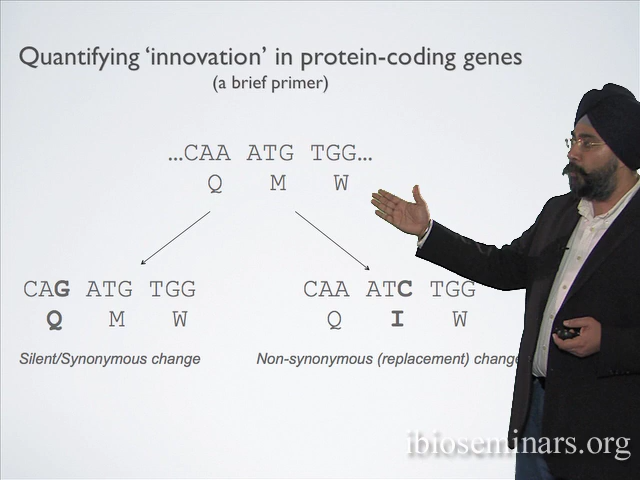 Quantifying ‘innovation’ in protein-coding genes
(a brief primer)
...CAA ATG TGG...
Q M W
CAG ATG TGG
Q M W
Silent/Synonymous change
CAA ATC TGG
Q I W
Non-synonymous (replacement) change
ibioseminars.org